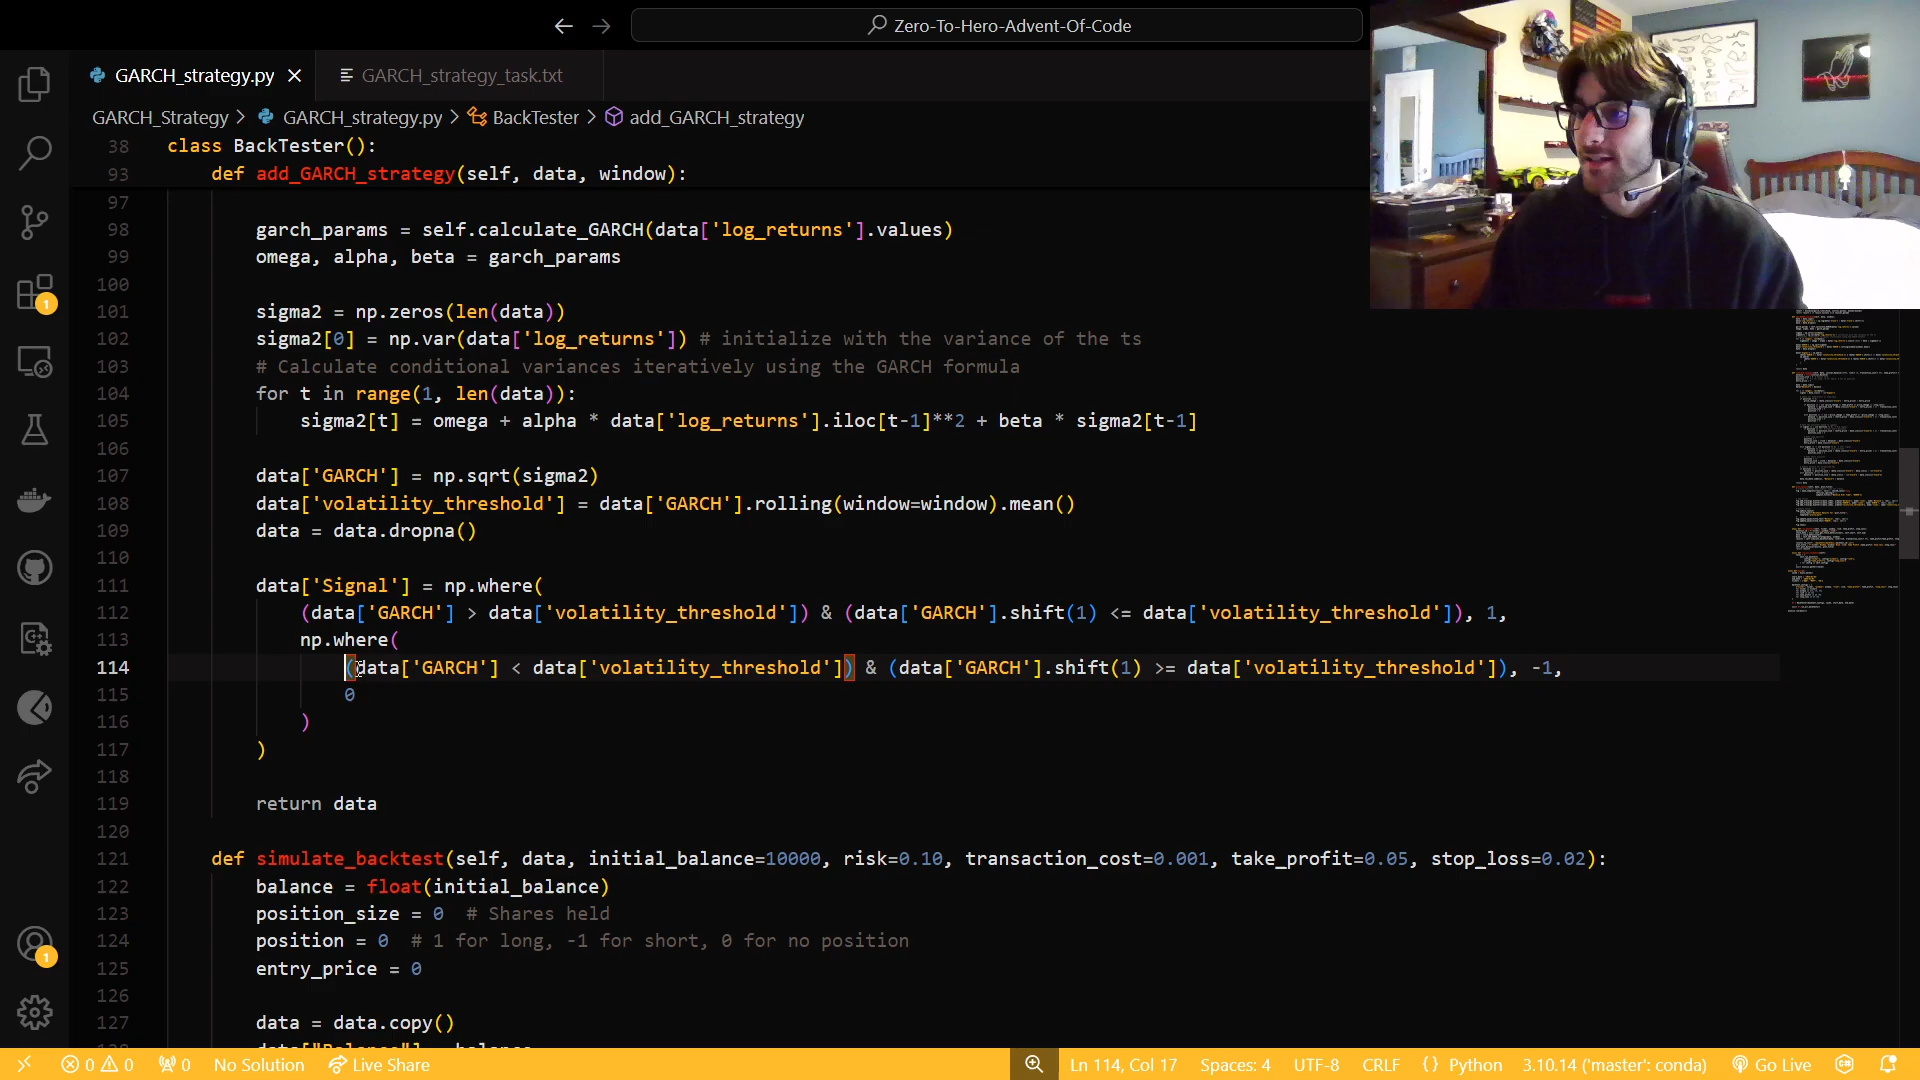 Zero-To-Hero-Advent-Of-Code
GARCH_strategy.py
GARCH_strategy_task.txt
GARCH_Strategy > GARCH_strategy.py > BackTester > add_GARCH_strategy
38 class BackTester():
93 def add_GARCH_strategy(self, data, window):
97
98 garch_params = self.calculate_GARCH(data['log_returns'].values)
99 omega, alpha, beta = garch_params
100
101 sigma2 = np.zeros(len(data))
102 sigma2[0] = np.var(data['log_returns']) # initialize with the variance of the ts
103 # Calculate conditional variances iteratively using the GARCH formula
104 for t in range(1, len(data)):
105 sigma2[t] = omega + alpha * data['log_returns'].iloc[t-1]**2 + beta * sigma2[t-1]
106
107 data['GARCH'] = np.sqrt(sigma2)
108 data['volatility_threshold'] = data['GARCH'].rolling(window=window).mean()
109 data = data.dropna()
110
111 data['Signal'] = np.where(
112 (data['GARCH'] > data['volatility_threshold']) & (data['GARCH'].shift(1) <= data['volatility_threshold']), 1,
113 np.where(
114 (data['GARCH'] < data['volatility_threshold']) & (data['GARCH'].shift(1) >= data['volatility_threshold']), -1,
115 0
116 )
117 )
118
119 return data
120
121 def simulate_backtest(self, data, initial_balance=10000, risk=0.10, transaction_cost=0.001, take_profit=0.05, stop_loss=0.02):
122 balance = float(initial_balance)
123 position_size = 0 # Shares held
124 position = 0 # 1 for long, -1 for short, 0 for no position
125 entry_price = 0
126
127 data = data.copy()
1
1
0 0 0 No Solution Live Share Ln 114, Col 17 Spaces: 4 UTF-8 CRLF {} Python 3.10.14 ('master': conda) Go Live